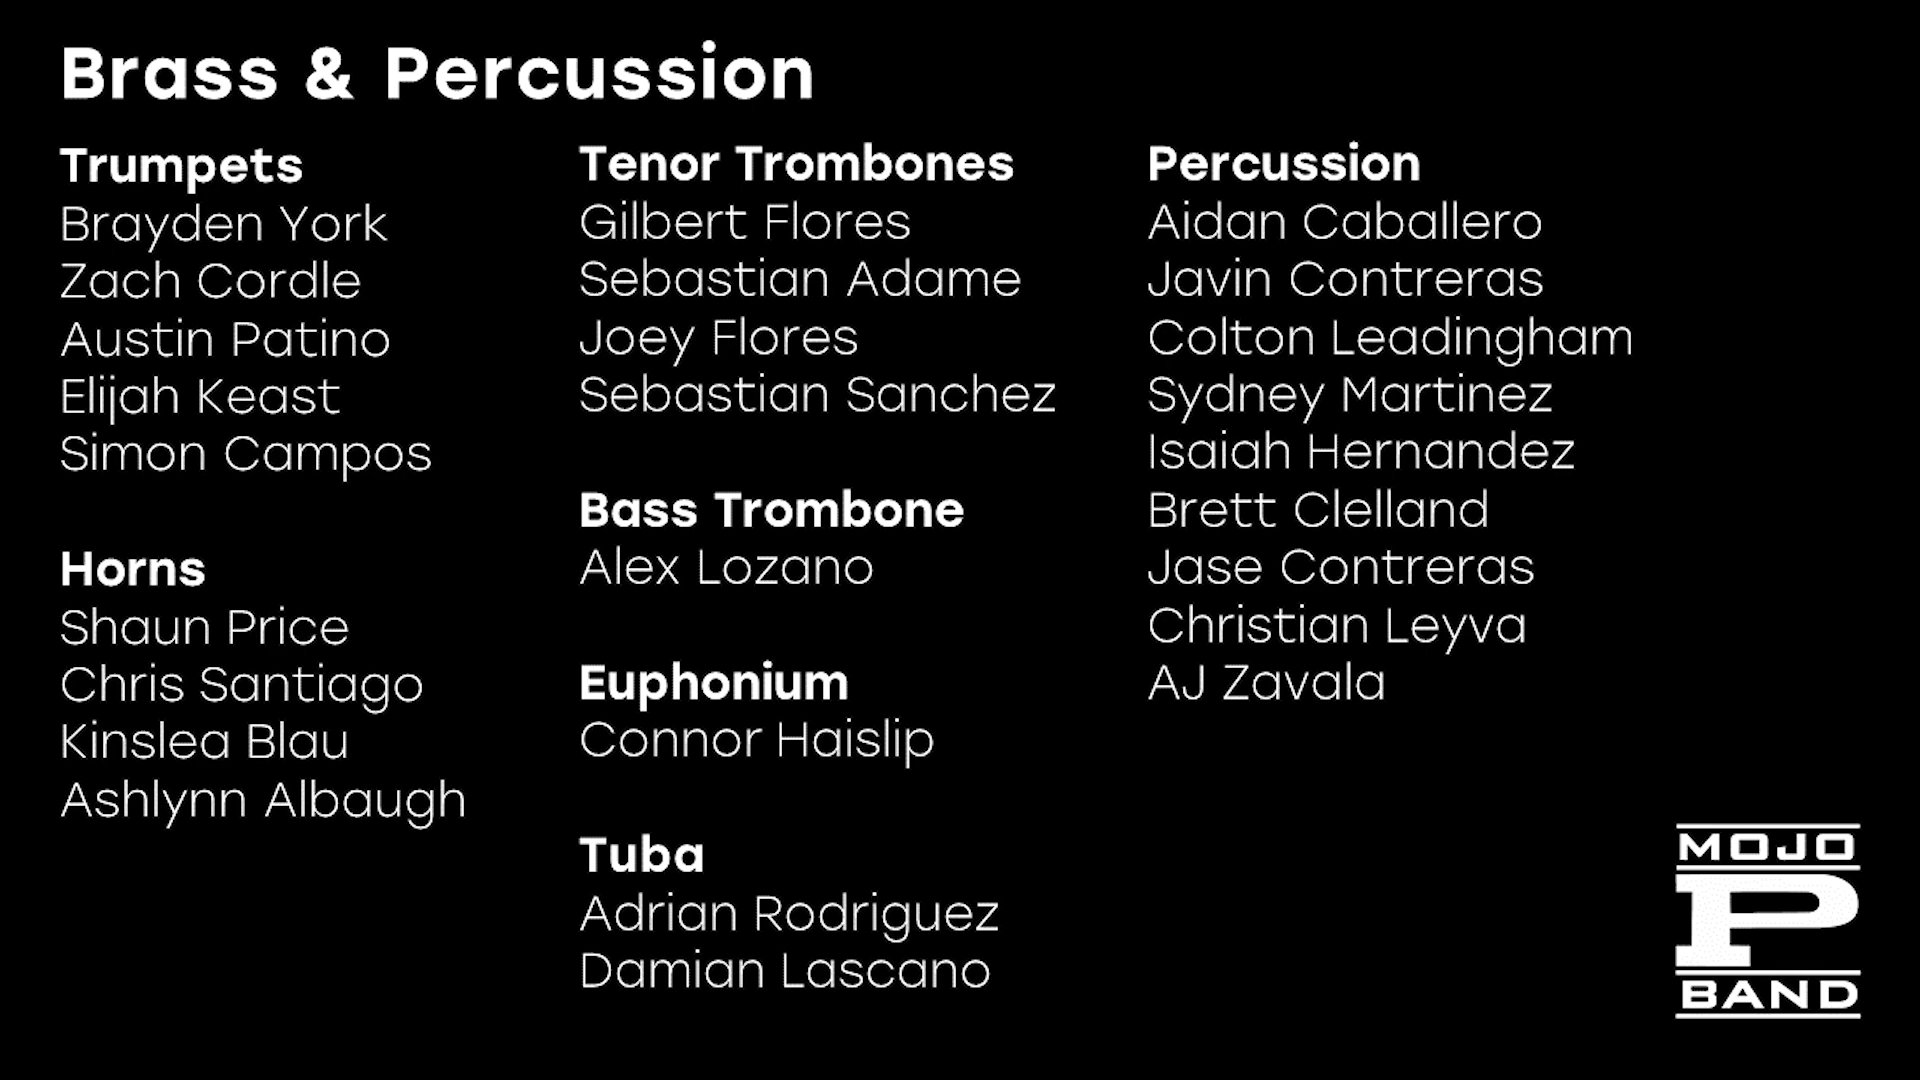 Brass & Percussion
Trumpets
Brayden York
Zach Cordle
Austin Patino
Elijah Keast
Simon Campos
Horns
Shaun Price
Chris Santiago
Kinslea Blau
Ashlynn Albaugh
Tenor Trombones
Gilbert Flores
Sebastian Adame
Joey Flores
Sebastian Sanchez
Bass Trombone
Alex Lozano
Euphonium
Connor Haislip
Tuba
Adrian Rodriguez
Damian Lascano
Percussion
Aidan Caballero
Javin Contreras
Colton Leadingham
Sydney Martinez
Isaiah Hernandez
Brett Clelland
Jase Contreras
Christian Leyva
AJ Zavala
MOJO
P
BAND